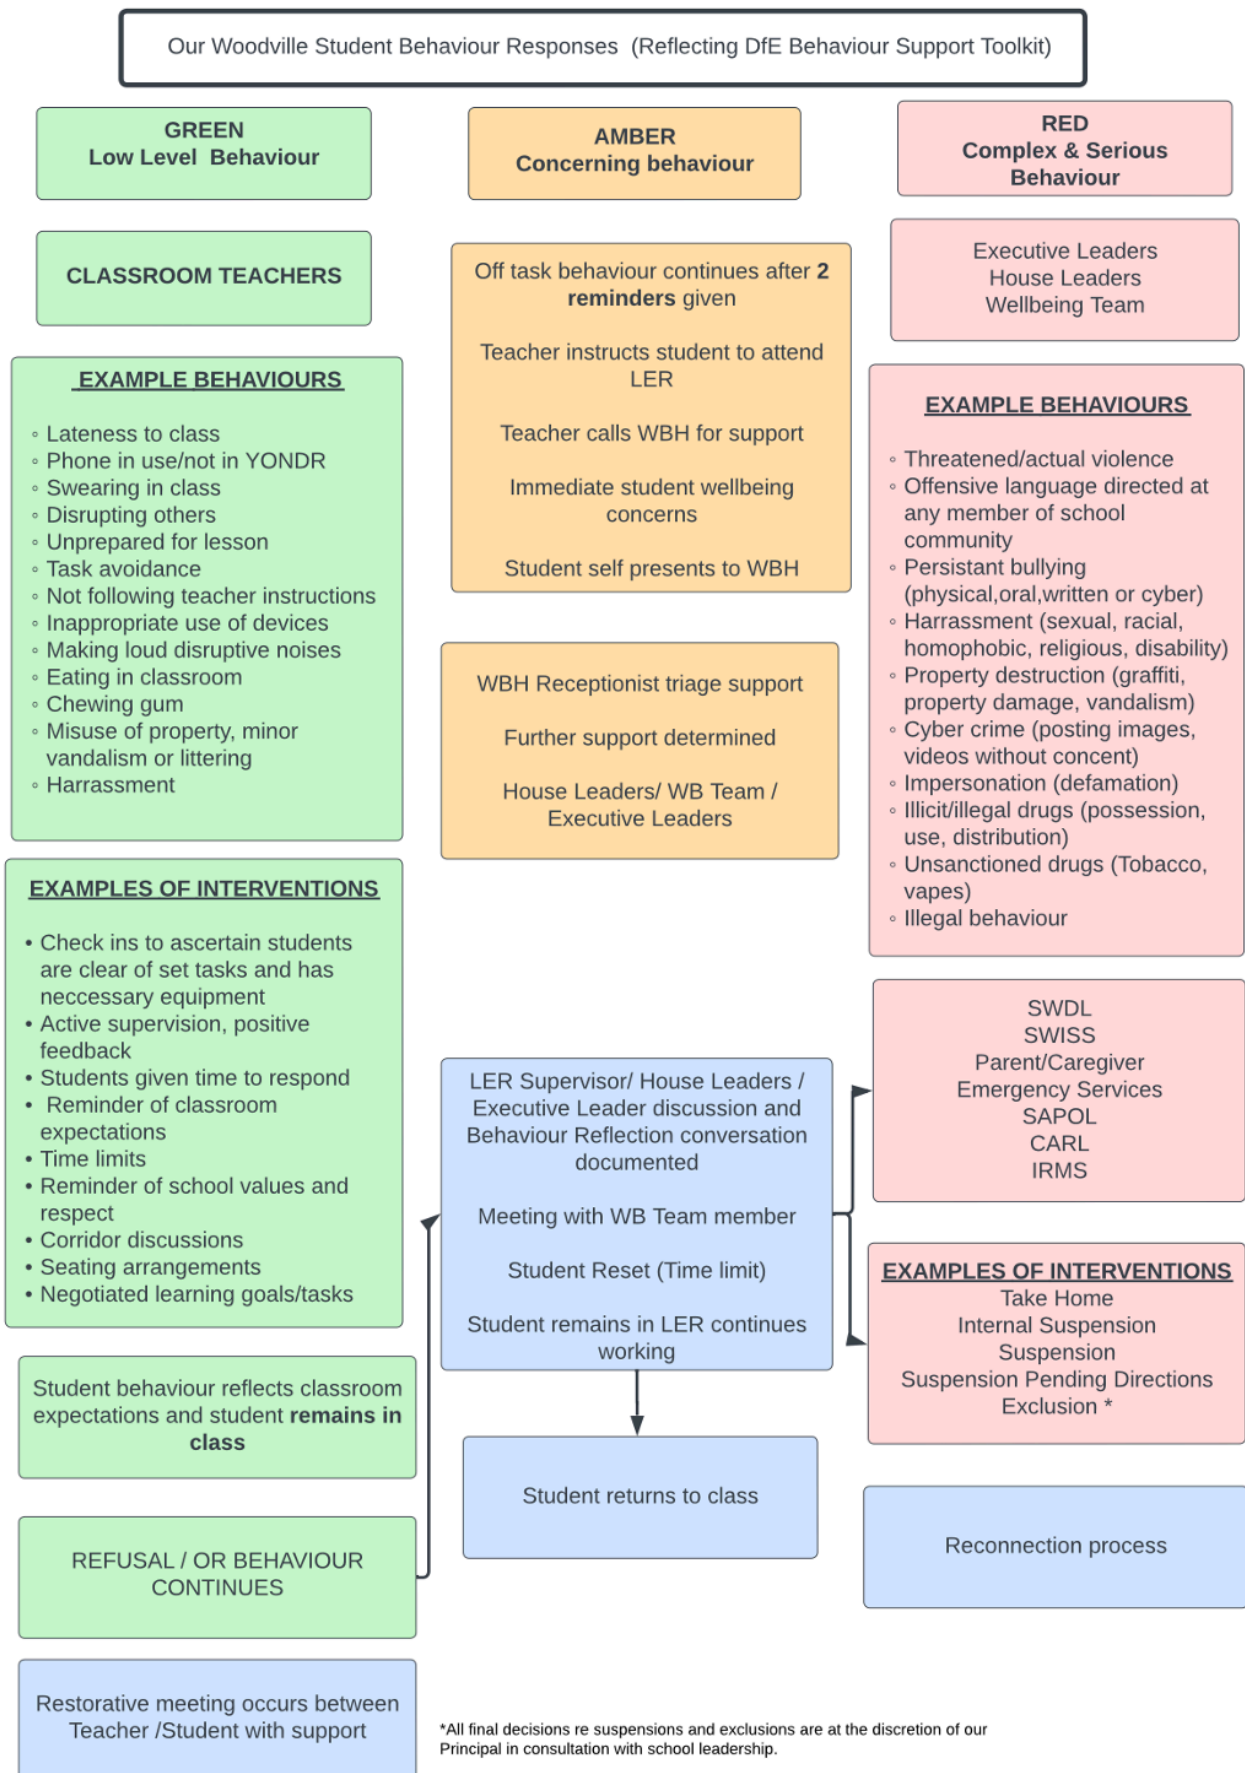 Our Woodville Student Behaviour Responses  (Reflecting DfE Behaviour Support Toolkit)
GREEN
Low Level  Behaviour
CLASSROOM TEACHERS
EXAMPLE BEHAVIOURS
◦ Lateness to class
◦ Phone in use/not in YONDR
◦ Swearing in class
◦ Disrupting others
◦ Unprepared for lesson
◦ Task avoidance
◦ Not following teacher instructions
◦ Inappropriate use of devices
◦ Making loud disruptive noises
◦ Eating in classroom
◦ Chewing gum
◦ Misuse of property, minor
vandalism or littering
◦ Harrassment
EXAMPLES OF INTERVENTIONS
• Check ins to ascertain students
are clear of set tasks and has
neccessary equipment
• Active supervision, positive
feedback
• Students given time to respond
• Reminder of classroom
expectations
• Time limits
• Reminder of school values and
respect
• Corridor discussions
• Seating arrangements
• Negotiated learning goals/tasks
Student behaviour reflects classroom
expectations and student remains in
class
REFUSAL / OR BEHAVIOUR
CONTINUES
Restorative meeting occurs between
Teacher /Student with support
AMBER
Concerning behaviour
Off task behaviour continues after 2
reminders given
Teacher instructs student to attend
LER
Teacher calls WBH for support
Immediate student wellbeing
concerns
Student self presents to WBH
WBH Receptionist triage support
Further support determined
House Leaders/ WB Team /
Executive Leaders
LER Supervisor/ House Leaders /
Executive Leader discussion and
Behaviour Reflection conversation
documented
Meeting with WB Team member
Student Reset (Time limit)
Student remains in LER continues
working
Student returns to class
RED
Complex & Serious
Behaviour
Executive Leaders
House Leaders
Wellbeing Team
EXAMPLE BEHAVIOURS
◦ Threatened/actual violence
◦ Offensive language directed at
any member of school
community
◦ Persistant bullying
(physical,oral,written or cyber)
◦ Harrassment (sexual, racial,
homophobic, religious, disability)
◦ Property destruction (graffiti,
property damage, vandalism)
◦ Cyber crime (posting images,
videos without concent)
◦ Impersonation (defamation)
◦ Illicit/illegal drugs (possession,
use, distribution)
◦ Unsanctioned drugs (Tobacco,
vapes)
◦ Illegal behaviour
SWDL
SWISS
Parent/Caregiver
Emergency Services
SAPOL
CARL
IRMS
EXAMPLES OF INTERVENTIONS
Take Home
Internal Suspension
Suspension
Suspension Pending Directions
Exclusion *
Reconnection process
*All final decisions re suspensions and exclusions are at the discretion of our
Principal in consultation with school leadership.